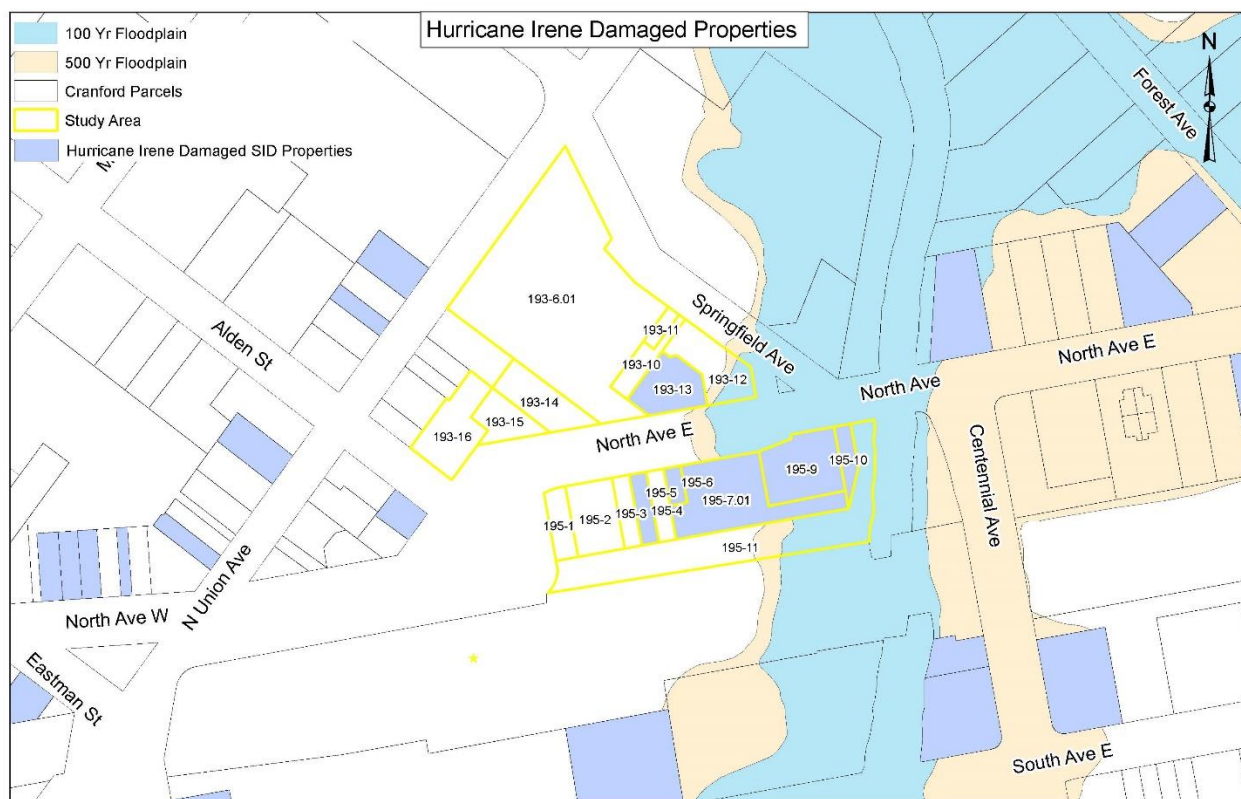 Hurricane Irene Damaged Properties
100 Yr Floodplain
500 Yr Floodplain
Cranford Parcels
Study Area
Hurricane Irene Damaged SID Properties
N
Forest Ave
193-6.01
Springfield Ave
193-11
Alden St
193-10
193-13
193-12
North Ave E
North Ave
193-14
193-15
193-16
North Ave E
Centennial Ave
195-9
195-10
195-6
195-5
195-7.01
195-4
195-3
195-2
195-1
195-11
N Union Ave
North Ave W
Eastman St
South Ave E